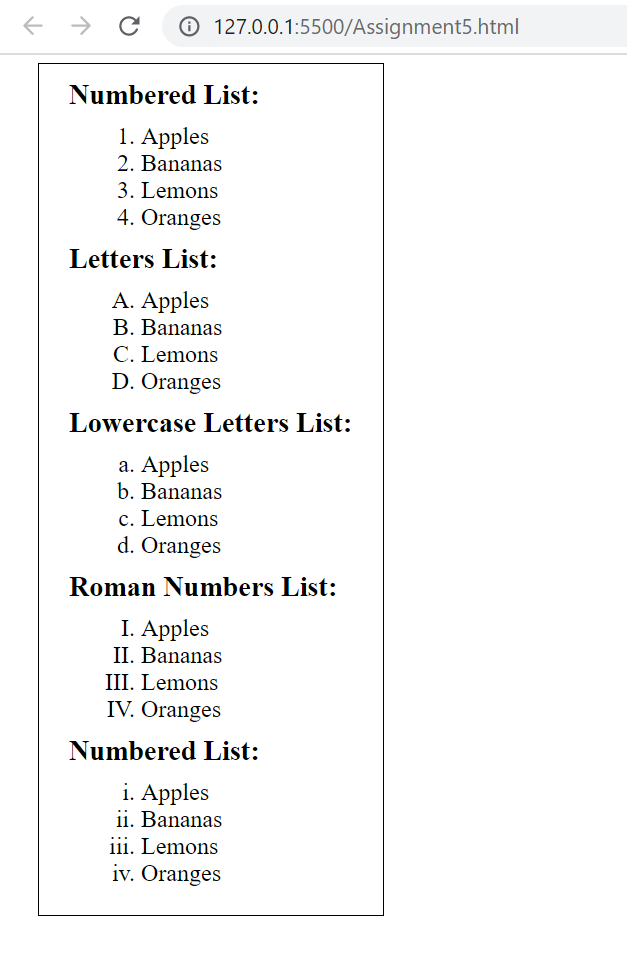 127.0.0.1:5500/Assignment5.html
Numbered List:
1. Apples
2. Bananas
3. Lemons
4. Oranges
Letters List:
A. Apples
B. Bananas
C. Lemons
D. Oranges
Lowercase Letters List:
a. Apples
b. Bananas
c. Lemons
d. Oranges
Roman Numbers List:
I. Apples
II. Bananas
III. Lemons
IV. Oranges
Numbered List:
i. Apples
ii. Bananas
iii. Lemons
iv. Oranges